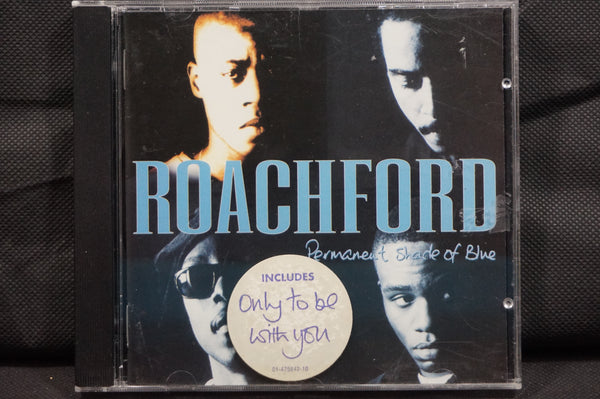 ROACHFORD
Permanent Shade of Blue
INCLUDES
Only to be
with you